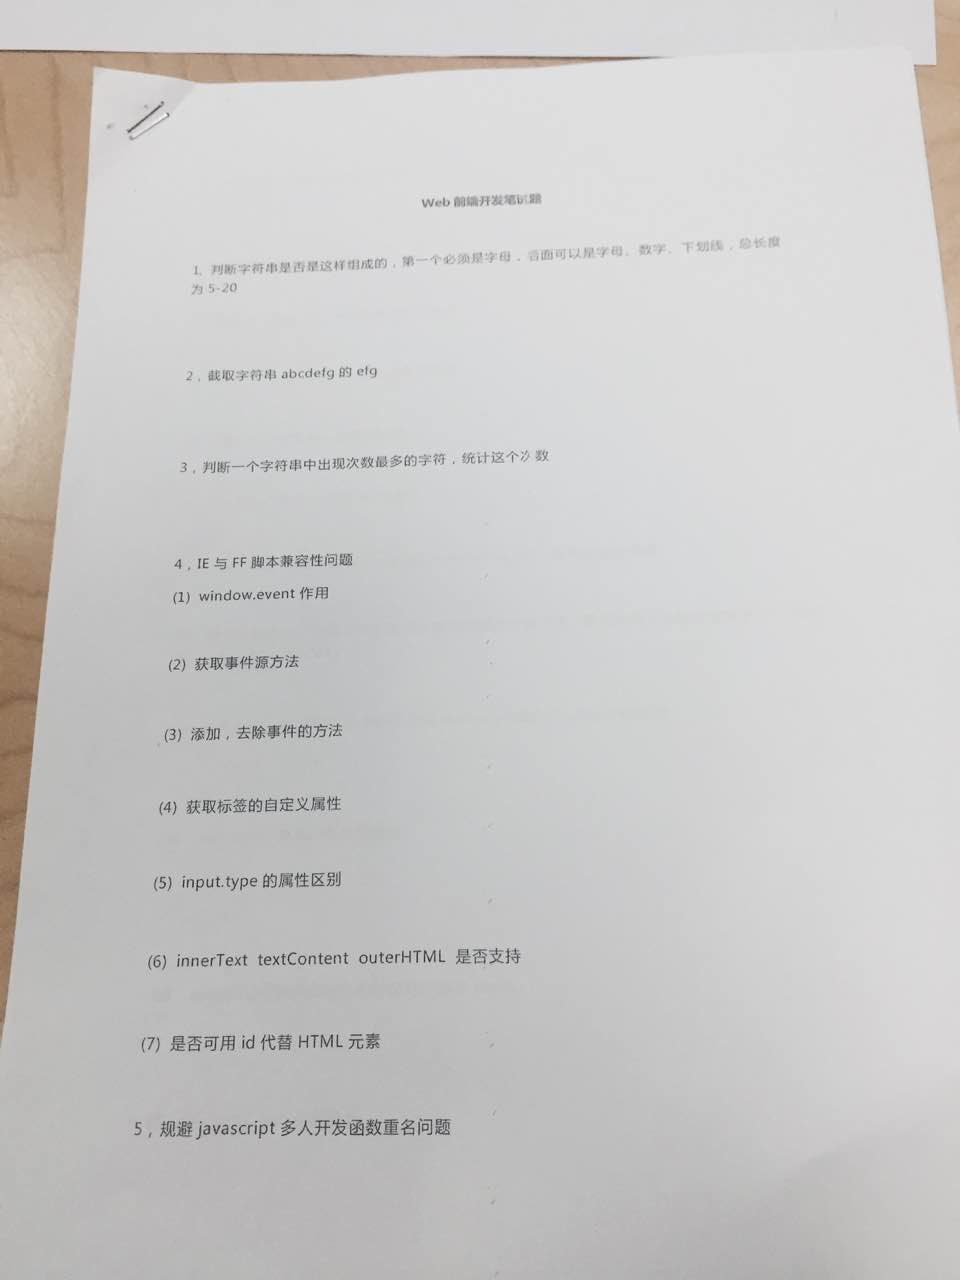 Web 前端开发笔试题
1、判断字符串是否是这样组成的，第一个必须是字母，后面可以是字母、数字、下划线，总长度
为 5-20
2，截取字符串 abcdefg 的 efg
3，判断一个字符串中出现次数最多的字符，统计这个次数
4，IE 与 FF 脚本兼容性问题
(1) window.event 作用
(2) 获取事件源方法
(3) 添加，去除事件的方法
(4) 获取标签的自定义属性
(5) input.type 的属性区别
(6) innerText textContent outerHTML 是否支持
(7) 是否可用 id 代替 HTML 元素
5，规避 javascript 多人开发函数重名问题